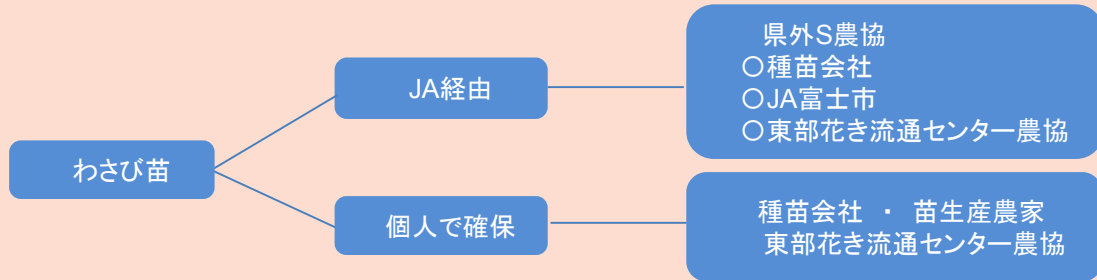 わさび苗
JA経由
県外S農協
〇種苗会社
〇JA富士市
〇東部花き流通センター農協
個人で確保
種苗会社 ・ 苗生産農家
東部花き流通センター農協